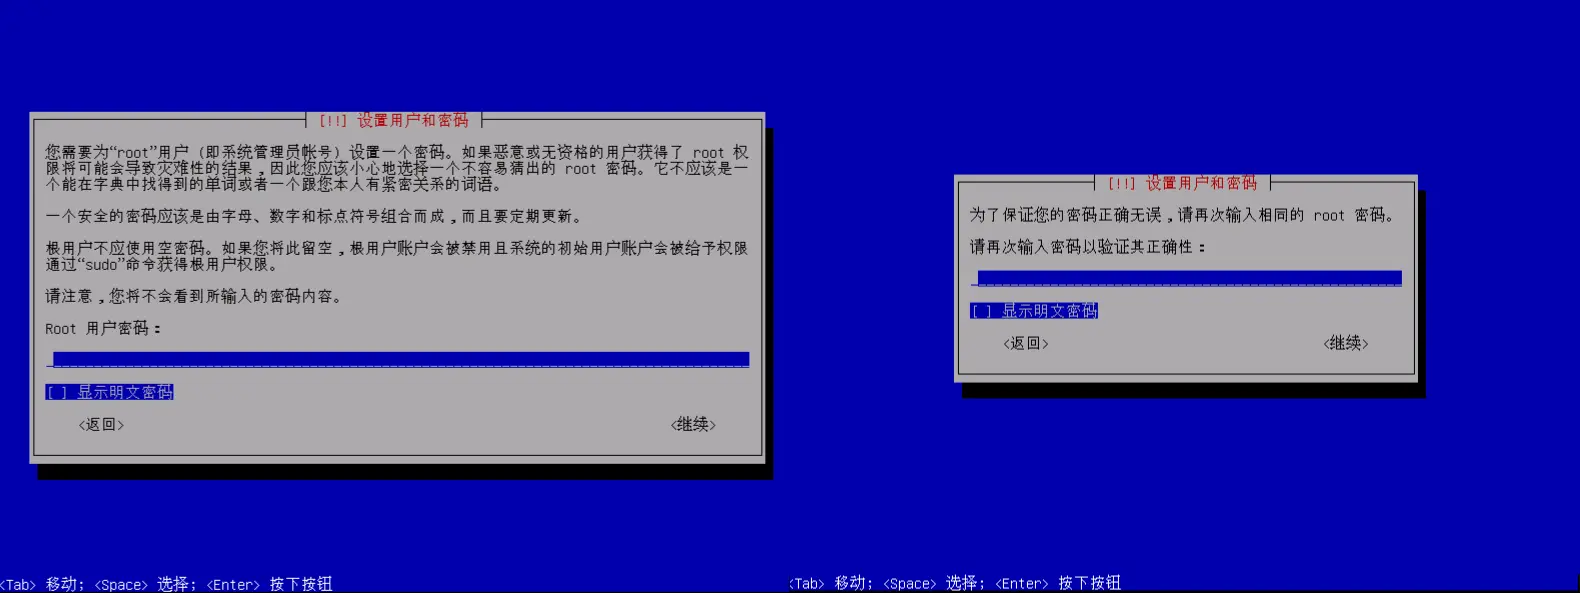 [!!] 设置用户和密码
您需要为“root”用户 (即系统管理员帐号) 设置一个密码。如果恶意或无资格的用户获得了 root 权
限将可能会导致灾难性的结果,因此您应该小心地选择一个不容易猜出的 root 密码。它不应该是一
个能在字典中找得到的单词或者一个跟您本人有紧密关系的词语。
一个安全的密码应该是由字母、数字和标点符号组合而成,而且要定期更新。
根用户不应使用空密码。如果您将此留空,根用户账户会被禁用且系统的初始用户账户会被给予权限
通过“sudo”命令获得根用户权限。
请注意,您将不会看到所输入的密码内容。
Root 用户密码:
[ ] 显示明文密码
<返回> <继续>
<Tab> 移动; <Space> 选择; <Enter> 按下按钮
[!!] 设置用户和密码
为了保证您的密码正确无误,请再次输入相同的 root 密码。
请再次输入密码以验证其正确性:
[ ] 显示明文密码
<返回> <继续>
<Tab> 移动; <Space> 选择; <Enter> 按下按钮